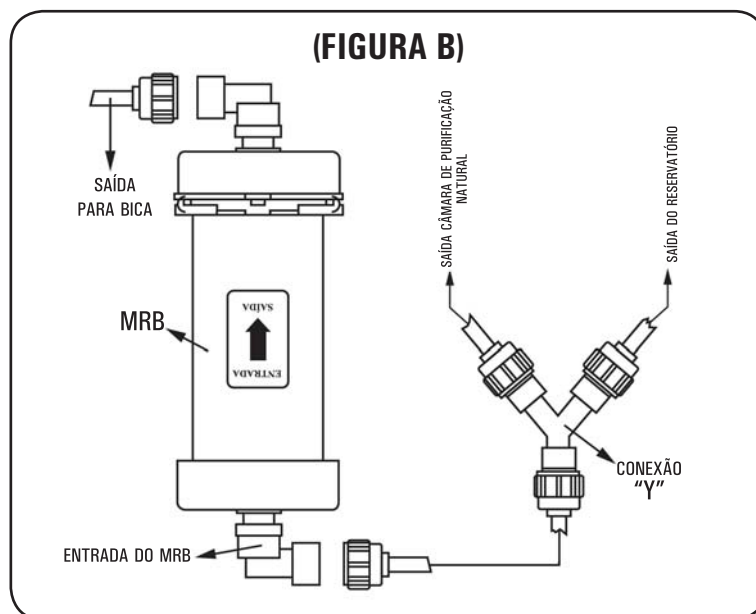 (FIGURA B)
SAÍDA
PARA BICA
SAÍDA CÂMARA DE PURIFICAÇÃO
NATURAL
SAÍDA DO RESERVATÓRIO
MRB
SAÍDA
ENTRADA
CONEXÃO
“Y”
ENTRADA DO MRB